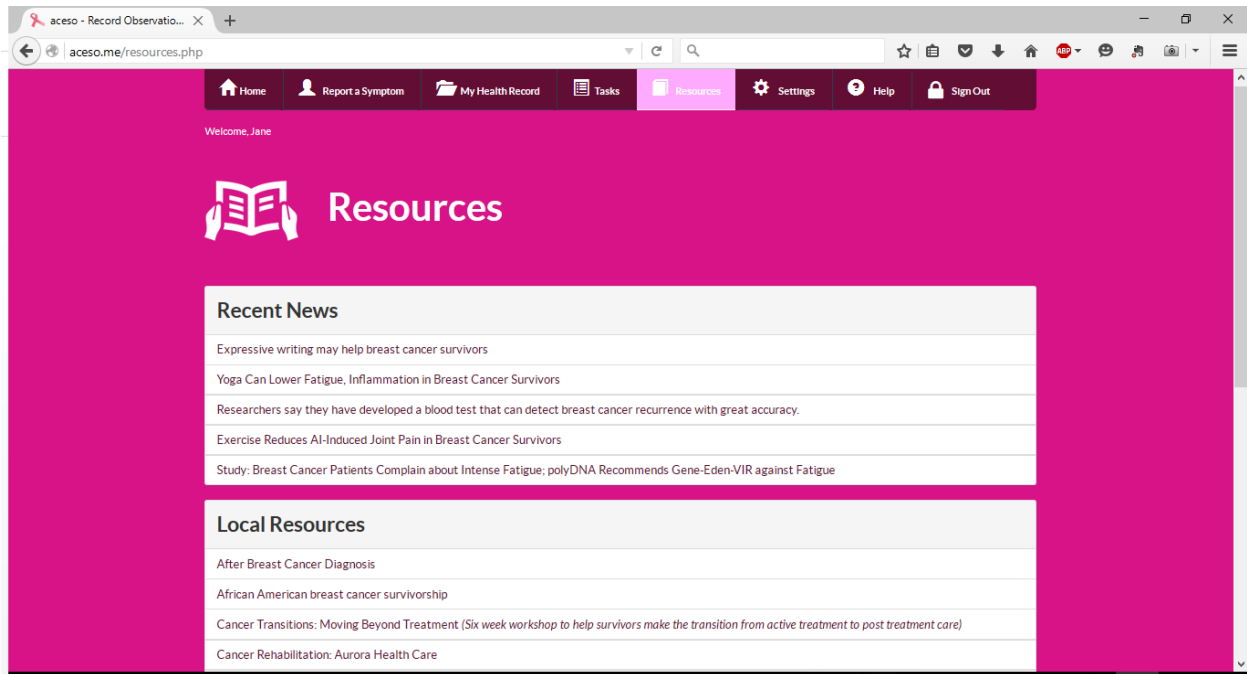 aceso - Record Observatio...
aceso.me/resources.php
ABP
Home Report a Symptom My Health Record Tasks Resources Settings Help Sign Out
Welcome, Jane
Resources
Recent News
Expressive writing may help breast cancer survivors
Yoga Can Lower Fatigue, Inflammation in Breast Cancer Survivors
Researchers say they have developed a blood test that can detect breast cancer recurrence with great accuracy.
Exercise Reduces AI-Induced Joint Pain in Breast Cancer Survivors
Study: Breast Cancer Patients Complain about Intense Fatigue; polyDNA Recommends Gene-Eden-VIR against Fatigue
Local Resources
After Breast Cancer Diagnosis
African American breast cancer survivorship
Cancer Transitions: Moving Beyond Treatment (Six week workshop to help survivors make the transition from active treatment to post treatment care)
Cancer Rehabilitation: Aurora Health Care